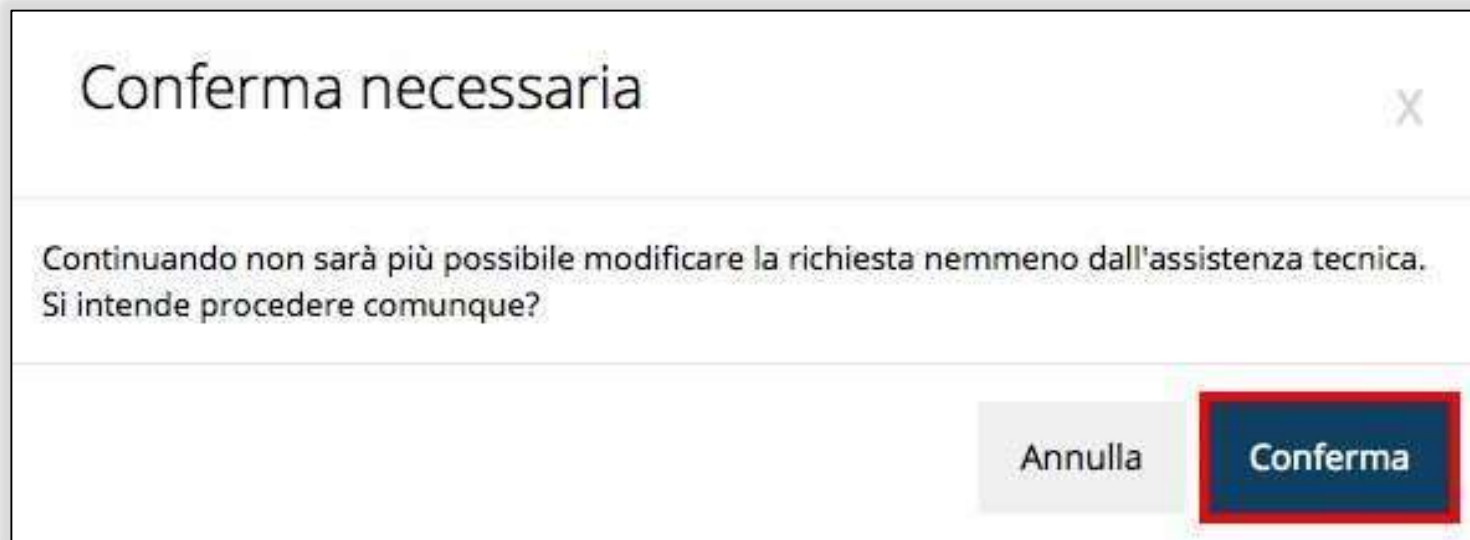 Conferma necessaria
X
Continuando non sarà più possibile modificare la richiesta nemmeno dall'assistenza tecnica.
Si intende procedere comunque?
Annulla Conferma